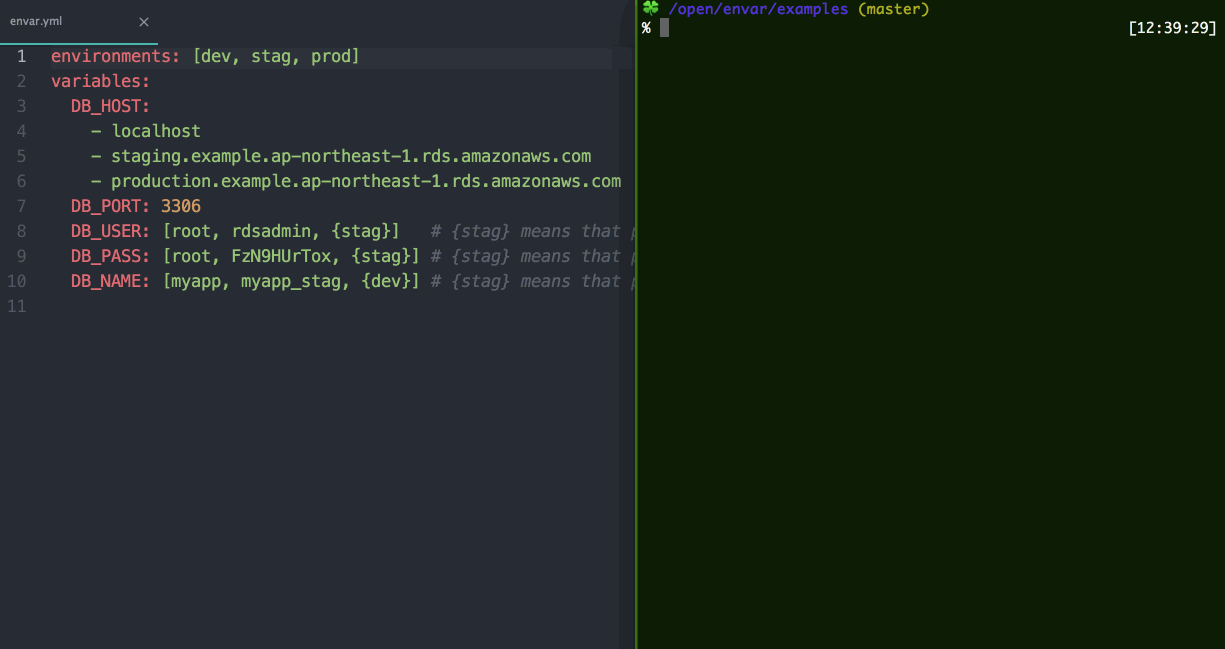 envar.yml
1 environments: [dev, stag, prod]
2 variables:
3 DB_HOST:
4 - localhost
5 - staging.example.ap-northeast-1.rds.amazonaws.com
6 - production.example.ap-northeast-1.rds.amazonaws.com
7 DB_PORT: 3306
8 DB_USER: [root, rdsadmin, {stag}] # {stag} means that
9 DB_PASS: [root, FzN9HUrTox, {stag}] # {stag} means that
10 DB_NAME: [myapp, myapp_stag, {dev}] # {stag} means that
11
/open/envar/examples (master)
% [12:39:29]